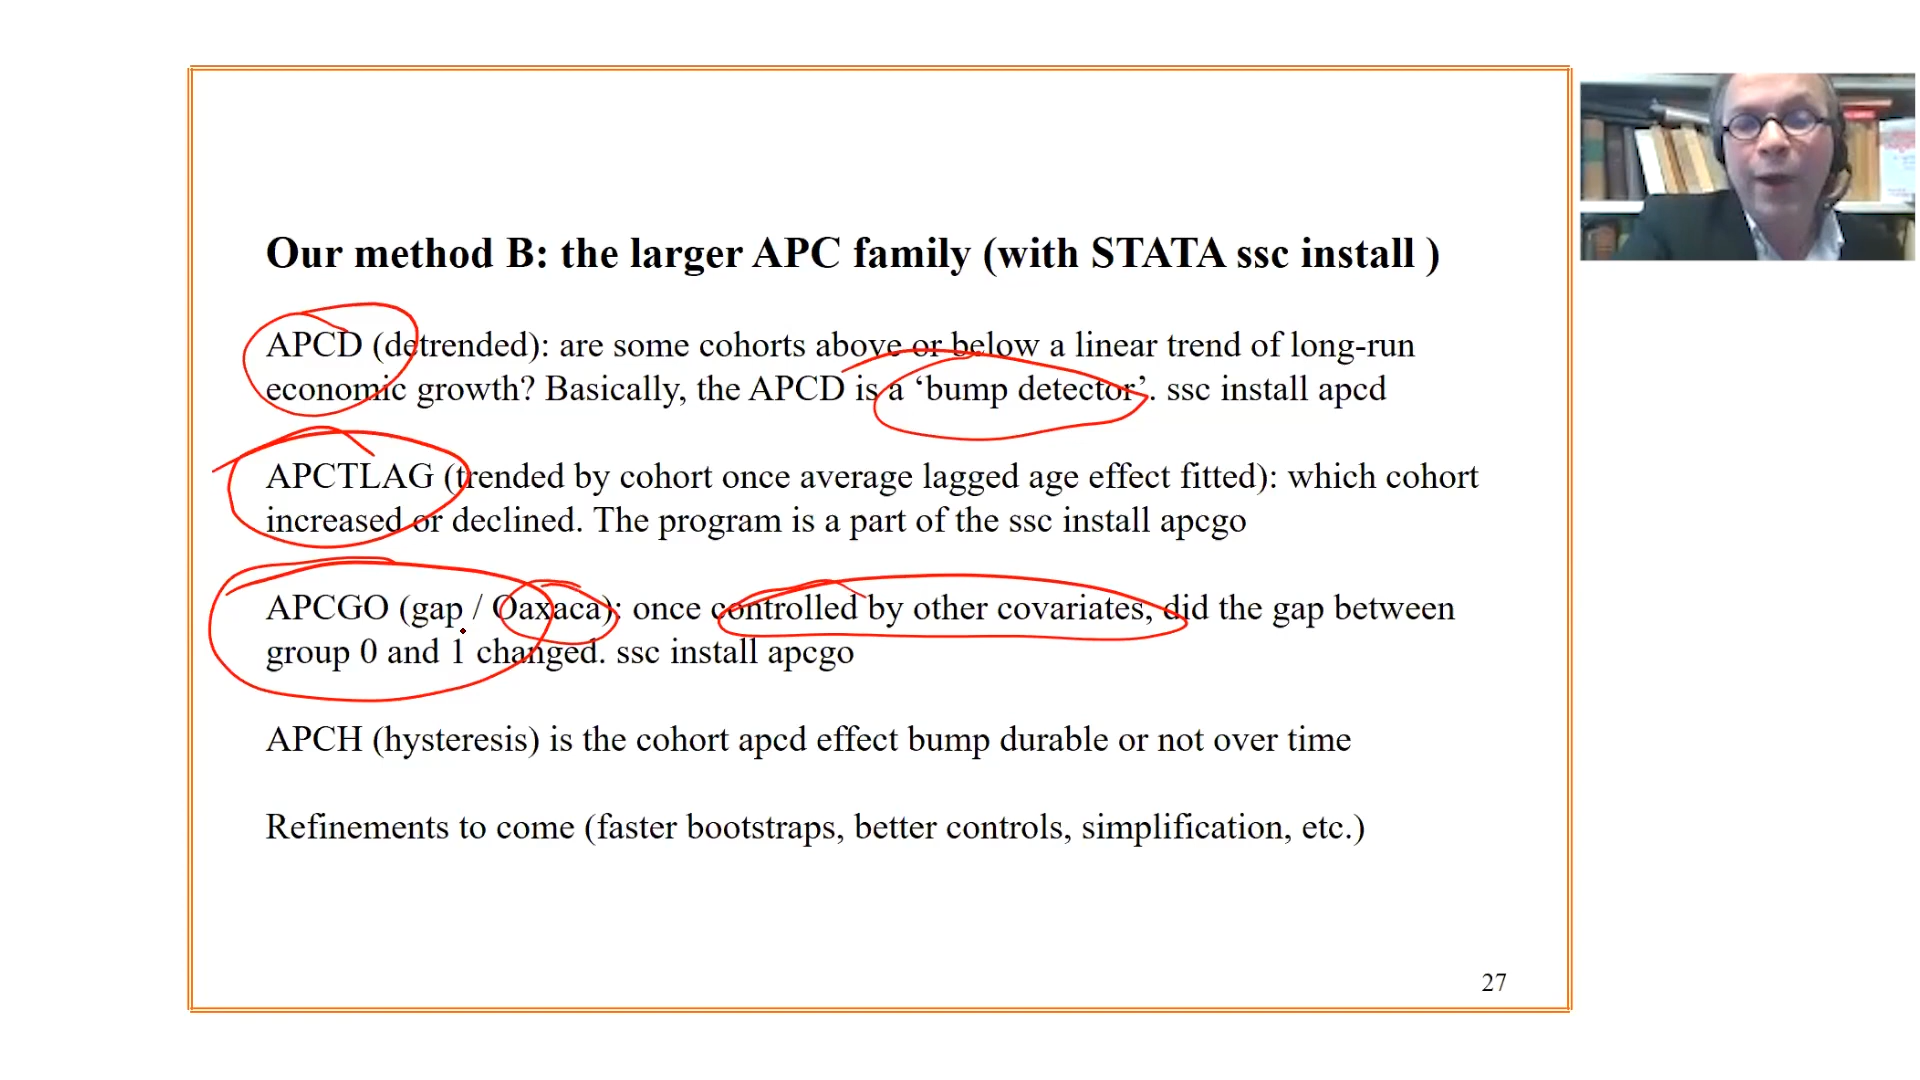 Our method B: the larger APC family (with STATA ssc install )
APCD (detrended): are some cohorts above or below a linear trend of long-run
economic growth? Basically, the APCD is a ‘bump detector’. ssc install apcd
APCTLAG (trended by cohort once average lagged age effect fitted): which cohort
increased or declined. The program is a part of the ssc install apcgo
APCGO (gap / Oaxaca): once controlled by other covariates, did the gap between
group 0 and 1 changed. ssc install apcgo
APCH (hysteresis) is the cohort apcd effect bump durable or not over time
Refinements to come (faster bootstraps, better controls, simplification, etc.)
27